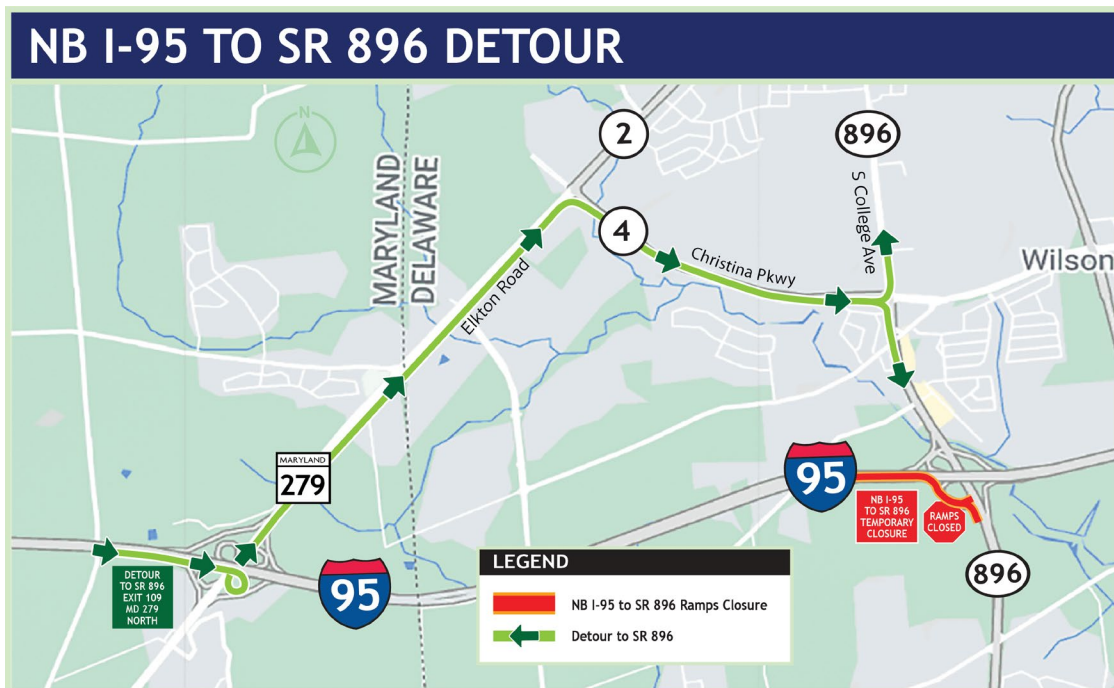 NB I-95 TO SR 896 DETOUR
N
2
896
MARYLAND
DELAWARE
S College Ave
4
Christina Pkwy
Wilson
Elkton Road
MARYLAND
279
95
NB I-95
TO SR 896
TEMPORARY
CLOSURE
RAMPS
CLOSED
DETOUR
TO SR 896
EXIT 109
MD 279
NORTH
95
896
LEGEND
NB I-95 to SR 896 Ramps Closure
Detour to SR 896